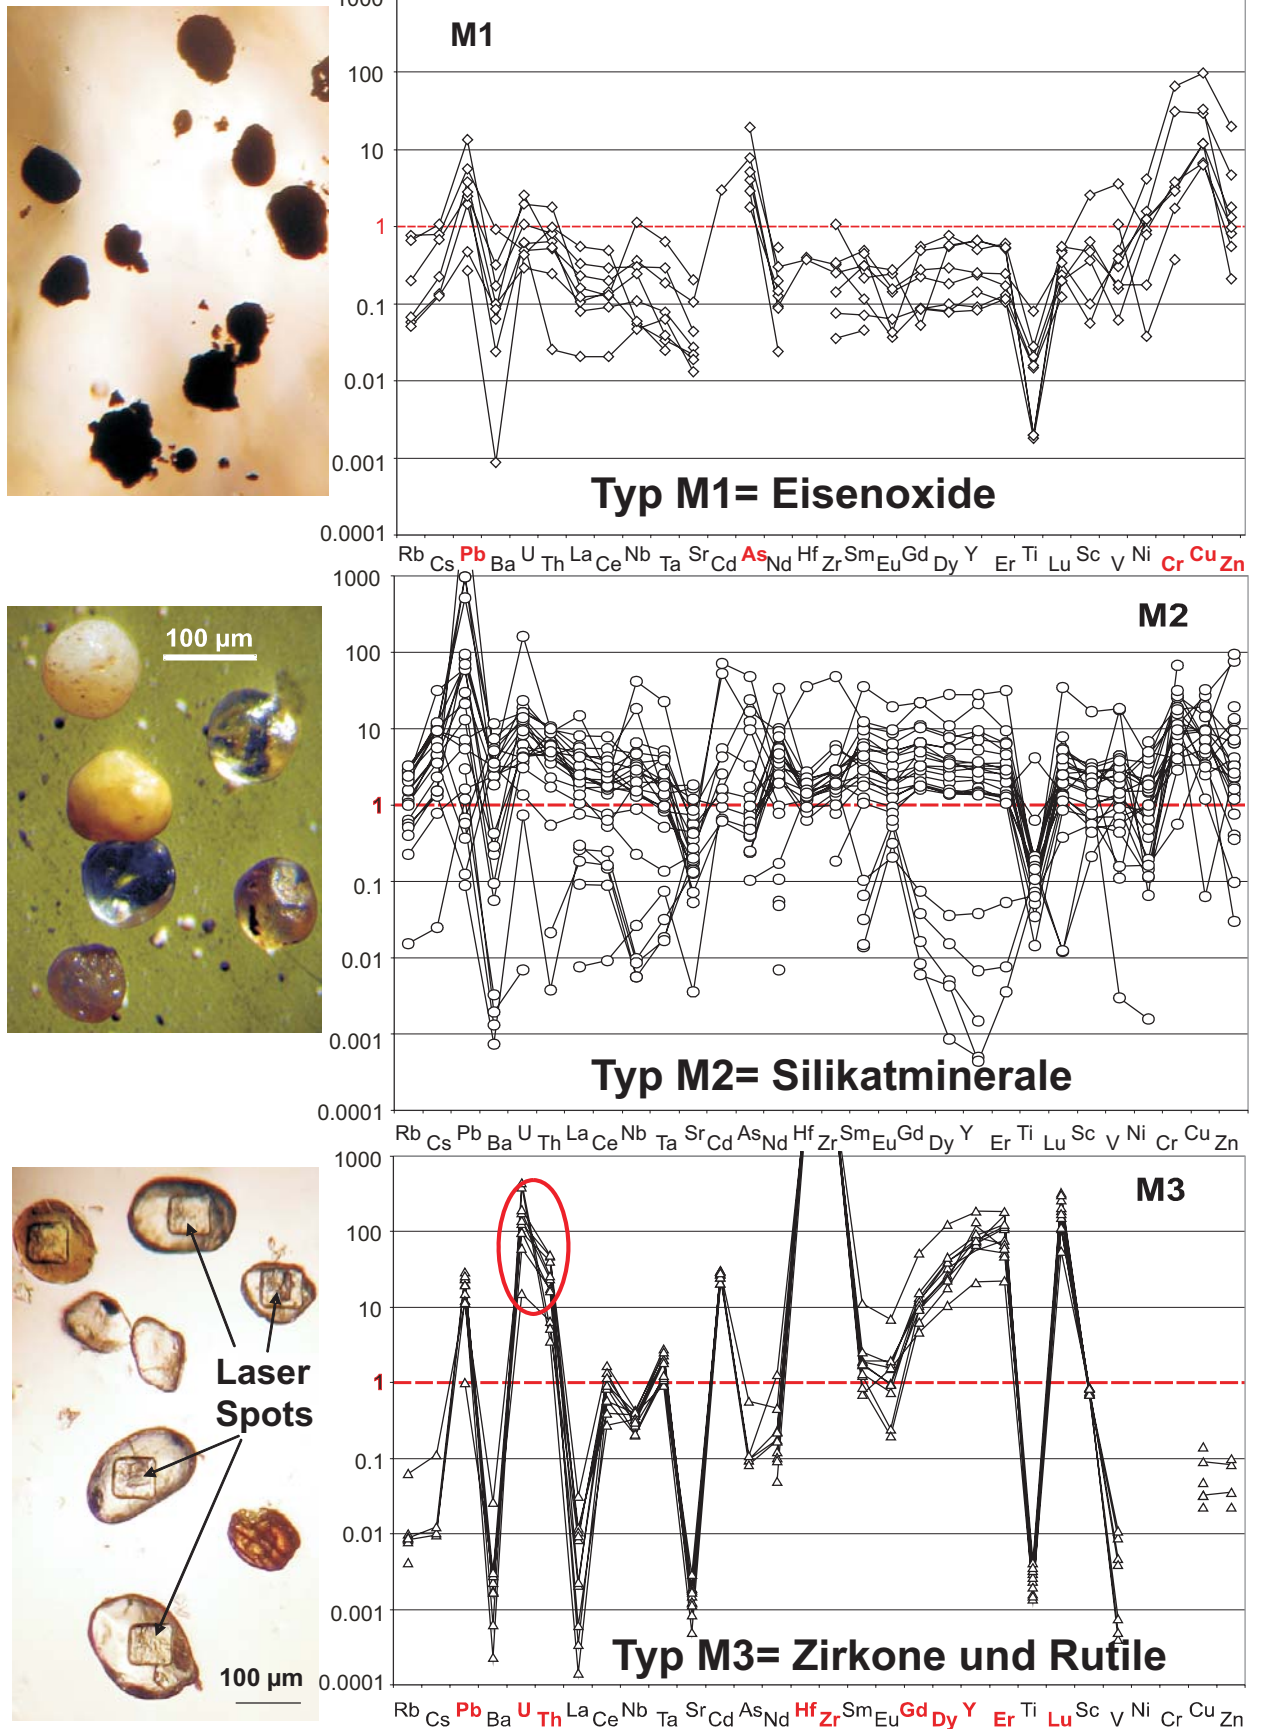 1000
M1
100
10
1
0.1
0.01
0.001
Typ M1= Eisenoxide
0.0001
Rb Cs Pb Ba U Th La Ce Nb Ta Sr Cd As Nd Hf Zr Sm Eu Gd Dy Y Er Ti Lu Sc V Ni Cr Cu Zn
1000
M2
100 µm
100
10
1
0.1
0.01
0.001
Typ M2= Silikatminerale
0.0001
Rb Cs Pb Ba U Th La Ce Nb Ta Sr Cd As Nd Hf Zr Sm Eu Gd Dy Y Er Ti Lu Sc V Ni Cr Cu Zn
1000
M3
100
10
Laser
Spots
1
0.1
0.01
0.001
Typ M3= Zirkone und Rutile
100 µm
0.0001
Rb Cs Pb Ba U Th La Ce Nb Ta Sr Cd As Nd Hf Zr Sm Eu Gd Dy Y Er Ti Lu Sc V Ni Cr Cu Zn